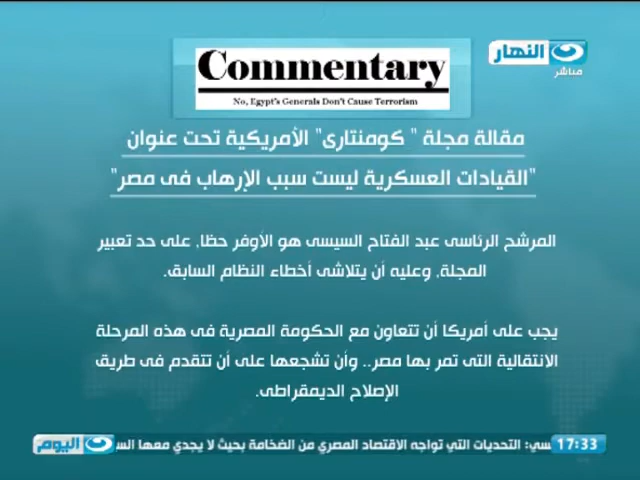 Commentary
No, Egypt's Generals Don't Cause Terrorism
النهار
مباشر
مقالة مجلة " كومنتارى" الأمريكية تحت عنوان
"القيادات العسكرية ليست سبب الإرهاب فى مصر"
المرشح الرئاسى عبد الفتاح السيسى هو الأوفر حظا، على حد تعبير
المجلة، وعليه أن يتلاشى أخطاء النظام السابق.
يجب على أمريكا أن تتعاون مع الحكومة المصرية فى هذه المرحلة
الانتقالية التى تمر بها مصر.. وأن تشجعها على أن تتقدم فى طريق
الإصلاح الديمقراطى.
17:33
سي: التحديات التي تواجه الاقتصاد المصري من الضخامة بحيث لا يجدي معها الس
اليوم